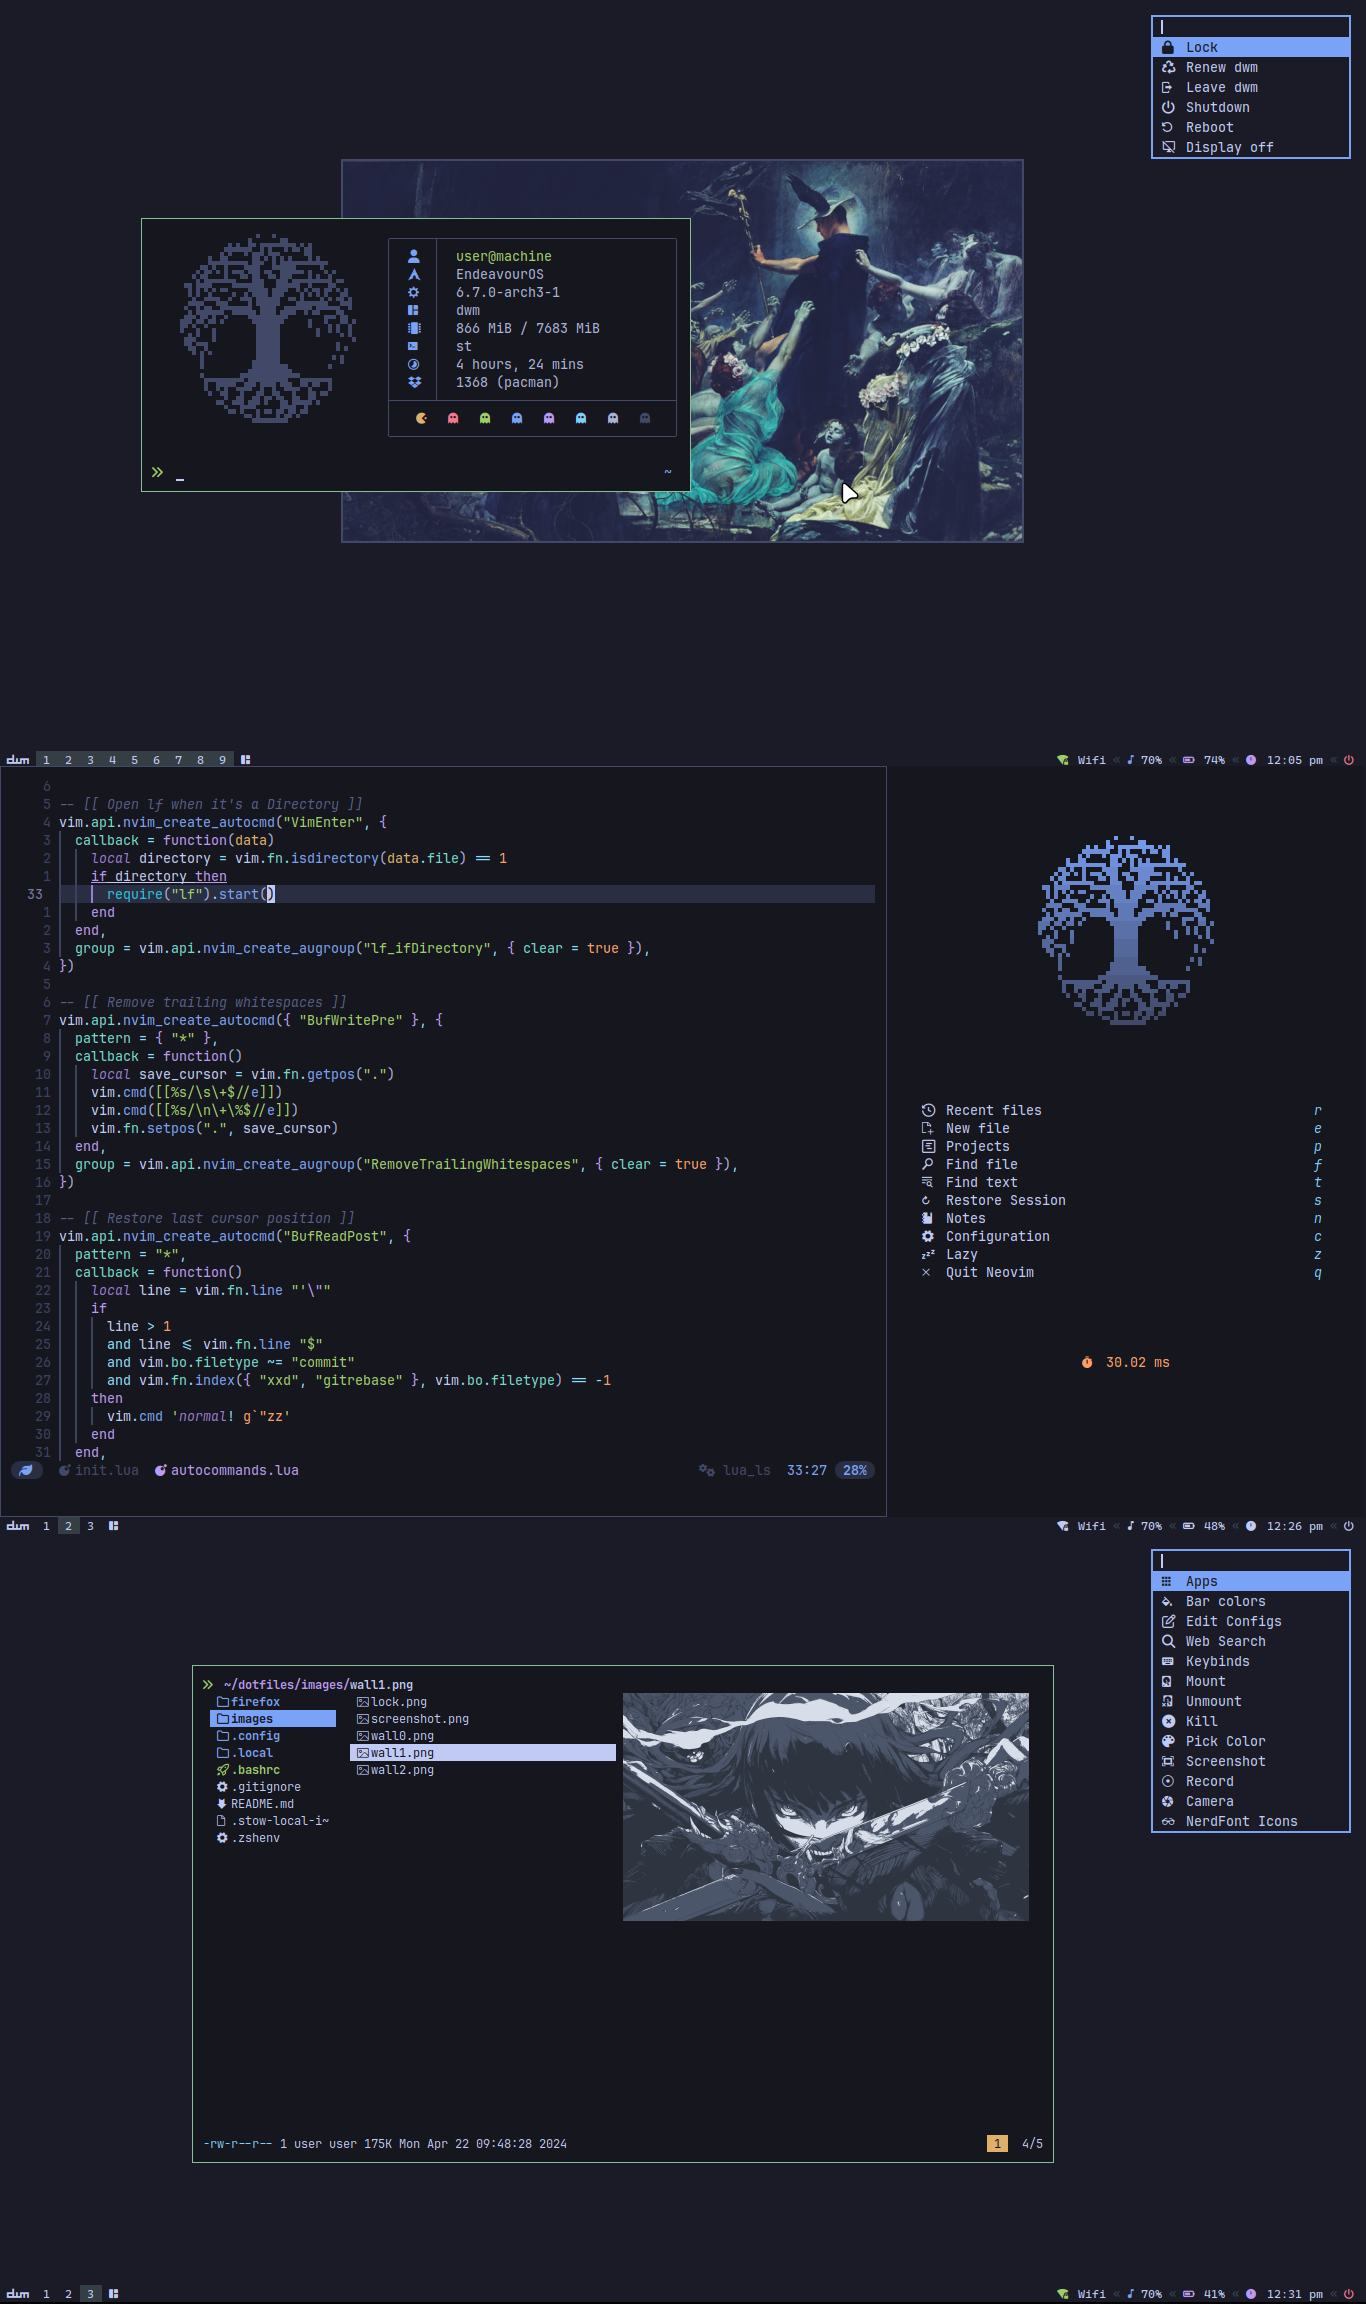 Lock
Renew dwm
Leave dwm
Shutdown
Reboot
Display off
user@machine
EndeavourOS
6.7.0-arch3-1
dwm
866 MiB / 7683 MiB
st
4 hours, 24 mins
1368 (pacman)
~
dwm 1 2 3 4 5 6 7 8 9
Wifi « 70% « 74% « 12:05 pm «
6
5 -- [[ Open lf when it's a Directory ]]
4 vim.api.nvim_create_autocmd("VimEnter", {
3 callback = function(data)
2 local directory = vim.fn.isdirectory(data.file) == 1
1 if directory then
33 require("lf").start()
1 end
2 end,
3 group = vim.api.nvim_create_augroup("lf_ifDirectory", { clear = true }),
4 })
5
6 -- [[ Remove trailing whitespaces ]]
7 vim.api.nvim_create_autocmd({ "BufWritePre" }, {
8 pattern = { "*" },
9 callback = function()
10 local save_cursor = vim.fn.getpos(".")
11 vim.cmd([[%s/\s\+$//e]])
12 vim.cmd([[%s/\n\+\%$//e]])
13 vim.fn.setpos(".", save_cursor)
14 end,
15 group = vim.api.nvim_create_augroup("RemoveTrailingWhitespaces", { clear = true }),
16 })
17
18 -- [[ Restore last cursor position ]]
19 vim.api.nvim_create_autocmd("BufReadPost", {
20 pattern = "*",
21 callback = function()
22 local line = vim.fn.line "'\""
23 if
24 line > 1
25 and line <= vim.fn.line "$"
26 and vim.bo.filetype ~= "commit"
27 and vim.fn.index({ "xxd", "gitrebase" }, vim.bo.filetype) == -1
28 then
29 vim.cmd 'normal! g`"zz'
30 end
31 end,
init.lua autocommands.lua lua_ls 33:27 28%
Recent files r
New file e
Projects p
Find file f
Find text t
Restore Session s
Notes n
Configuration c
Lazy z
Quit Neovim q
30.02 ms
dwm 1 2 3
Wifi « 70% « 48% « 12:26 pm «
Apps
Bar colors
Edit Configs
Web Search
Keybinds
Mount
Unmount
Kill
Pick Color
Screenshot
Record
Camera
NerdFont Icons
~/dotfiles/images/wall1.png
firefox
images
.config
.local
.bashrc
.gitignore
README.md
.stow-local-i~
.zshenv
lock.png
screenshot.png
wall0.png
wall1.png
wall2.png
-rw-r--r-- 1 user user 175K Mon Apr 22 09:48:28 2024
1 4/5
dwm 1 2 3
Wifi « 70% « 41% « 12:31 pm «